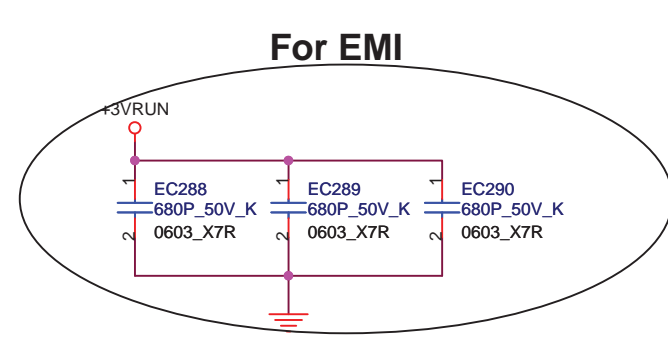 For EMI
+3VRUN
1
EC288
680P_50V_K
2
0603_X7R
1
EC289
680P_50V_K
2
0603_X7R
1
EC290
680P_50V_K
2
0603_X7R